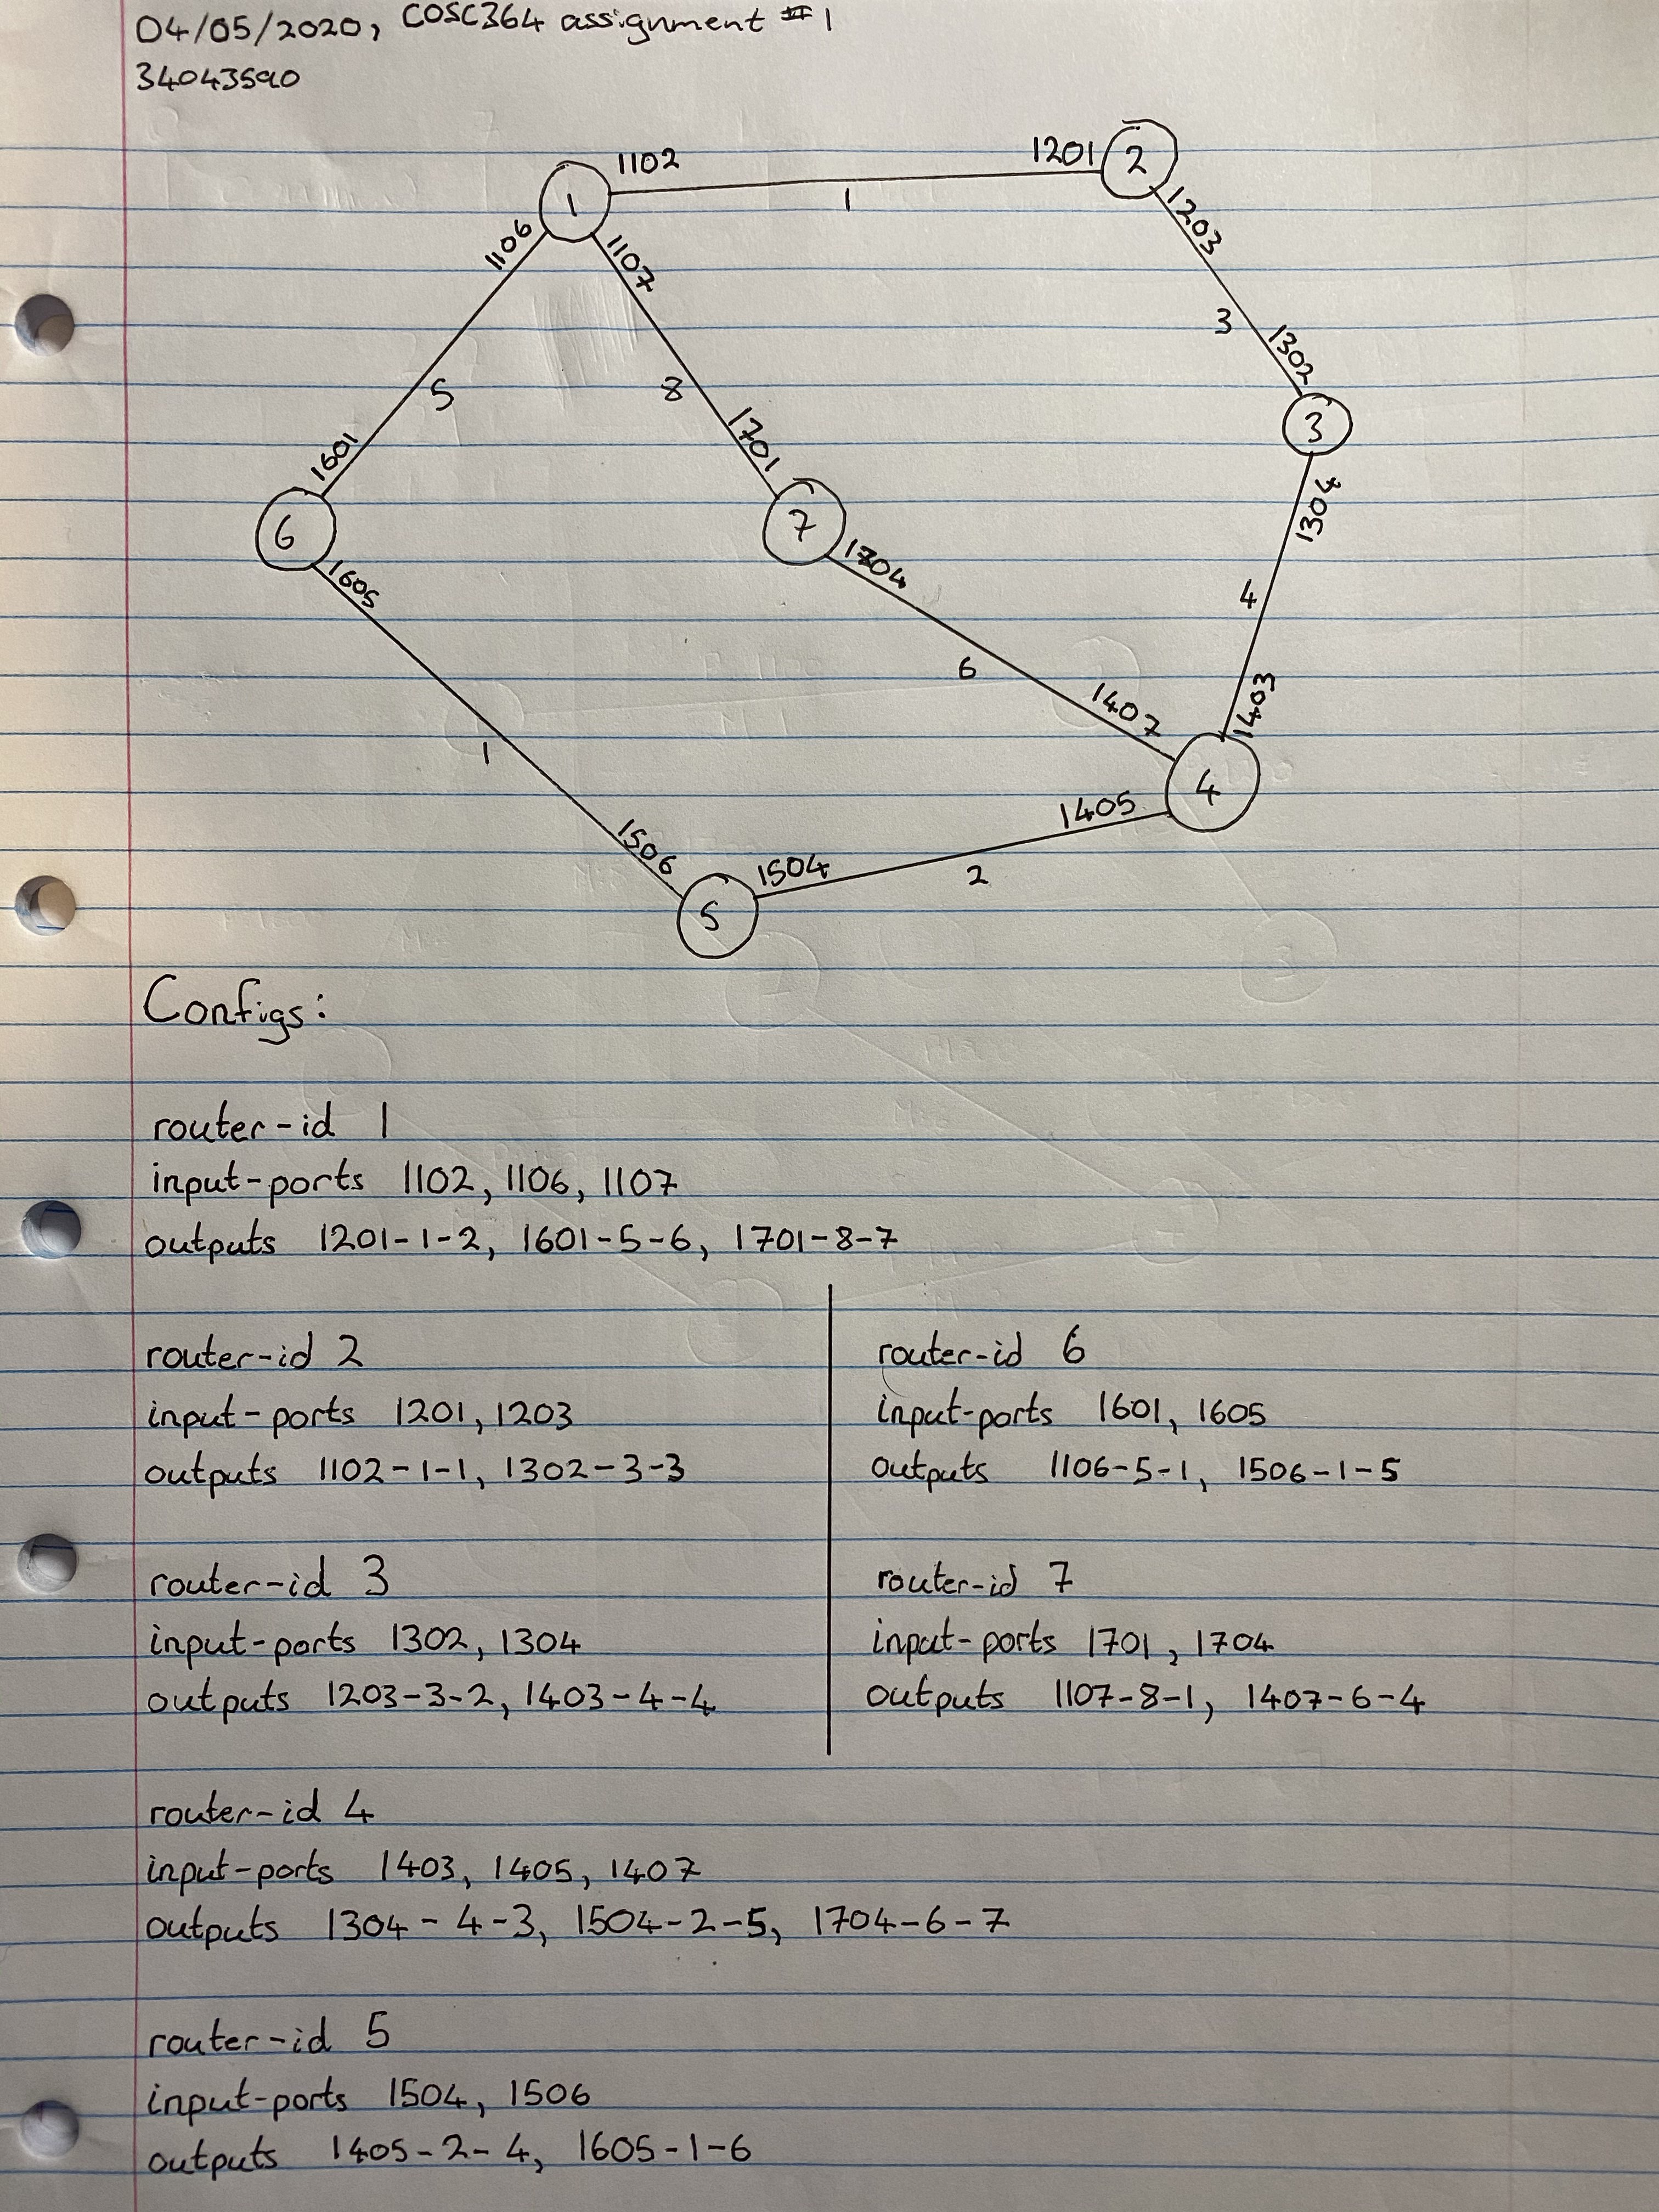 04/05/2020, COSC364 assignment #1
34043590
1102
1201
2
1
1
1203
1106
1107
3
1302
5
8
3
1601
1701
1304
6
7
1704
1605
4
6
1407
1403
1
4
1405
1506
1504
2
5
Configs:
router-id 1
input-ports 1102, 1106, 1107
outputs 1201-1-2, 1601-5-6, 1701-8-7
router-id 2
input-ports 1201, 1203
outputs 1102-1-1, 1302-3-3
router-id 3
input-ports 1302, 1304
outputs 1203-3-2, 1403-4-4
router-id 6
input-ports 1601, 1605
outputs 1106-5-1, 1506-1-5
router-id 7
input-ports 1701, 1704
outputs 1107-8-1, 1407-6-4
router-id 4
input-ports 1403, 1405, 1407
outputs 1304-4-3, 1504-2-5, 1704-6-7
router-id 5
input-ports 1504, 1506
outputs 1405-2-4, 1605-1-6